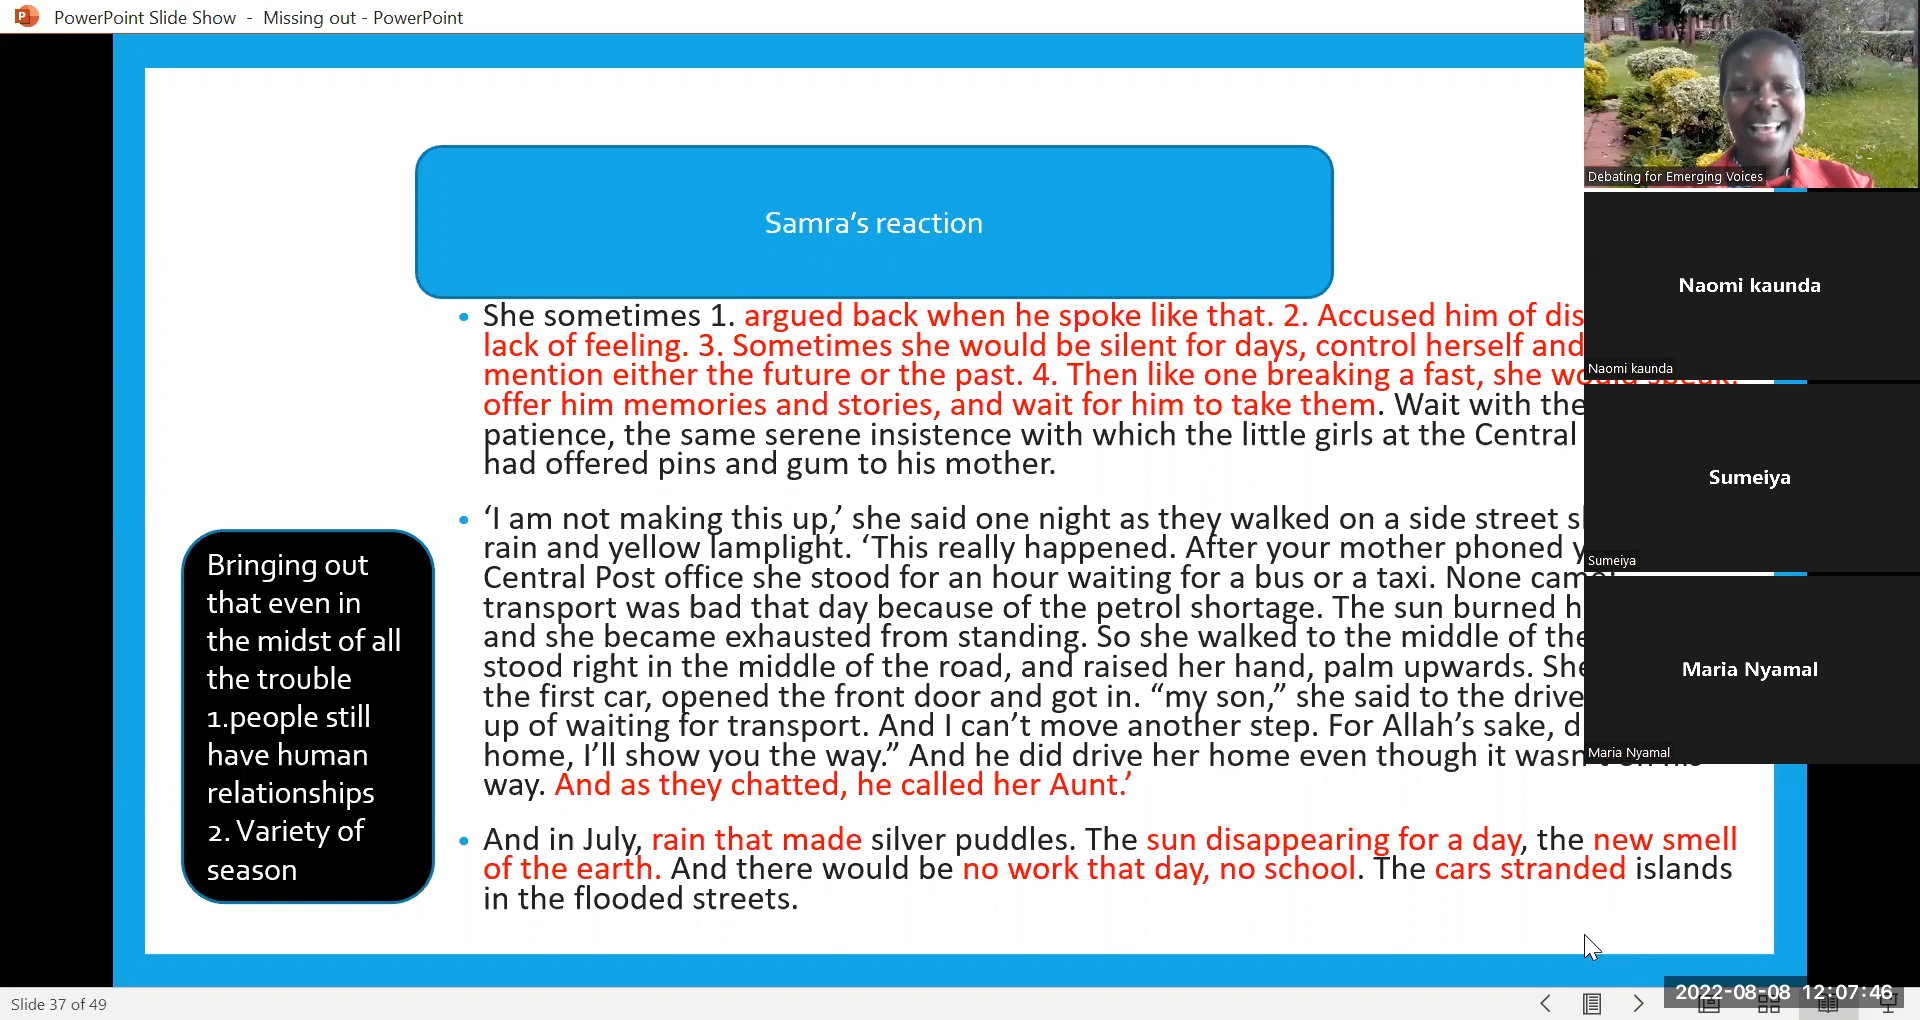 PowerPoint Slide Show - Missing out - PowerPoint
Debating for Emerging Voices
Samra's reaction
Naomi kaunda
Naomi kaunda
• She sometimes 1. argued back when he spoke like that. 2. Accused him of
lack of feeling. 3. Sometimes she would be silent for days, control herself and
mention either the future or the past. 4. Then like one breaking a fast, she would speak.
offer him memories and stories, and wait for him to take them. Wait with the
patience, the same serene insistence with which the little girls at the Central
had offered pins and gum to his mother.
Sumeiya
Sumeiya
• ‘I am not making this up,’ she said one night as they walked on a side street
rain and yellow lamplight. ‘This really happened. After your mother phoned
Central Post office she stood for an hour waiting for a bus or a taxi. None came.
transport was bad that day because of the petrol shortage. The sun burned
and she became exhausted from standing. So she walked to the middle of the
stood right in the middle of the road, and raised her hand, palm upwards. She
the first car, opened the front door and got in. “my son,” she said to the
up of waiting for transport. And I can’t move another step. For Allah’s sake,
home, I’ll show you the way.” And he did drive her home even though it wasn’t on his
way. And as they chatted, he called her Aunt.’
Maria Nyamal
Maria Nyamal
• And in July, rain that made silver puddles. The sun disappearing for a day, the new smell
of the earth. And there would be no work that day, no school. The cars stranded islands
in the flooded streets.
Bringing out
that even in
the midst of all
the trouble
1.people still
have human
relationships
2. Variety of
season
Slide 37 of 49
2022-08-08 12:07:46